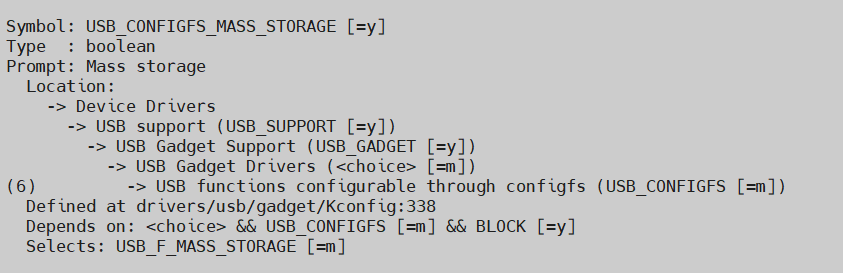 Symbol: USB_CONFIGFS_MASS_STORAGE [=y]
Type  : boolean
Prompt: Mass storage
  Location:
    -> Device Drivers
      -> USB support (USB_SUPPORT [=y])
        -> USB Gadget Support (USB_GADGET [=y])
          -> USB Gadget Drivers (<choice> [=m])
(6)         -> USB functions configurable through configfs (USB_CONFIGFS [=m])
  Defined at drivers/usb/gadget/Kconfig:338
  Depends on: <choice> && USB_CONFIGFS [=m] && BLOCK [=y]
  Selects: USB_F_MASS_STORAGE [=m]